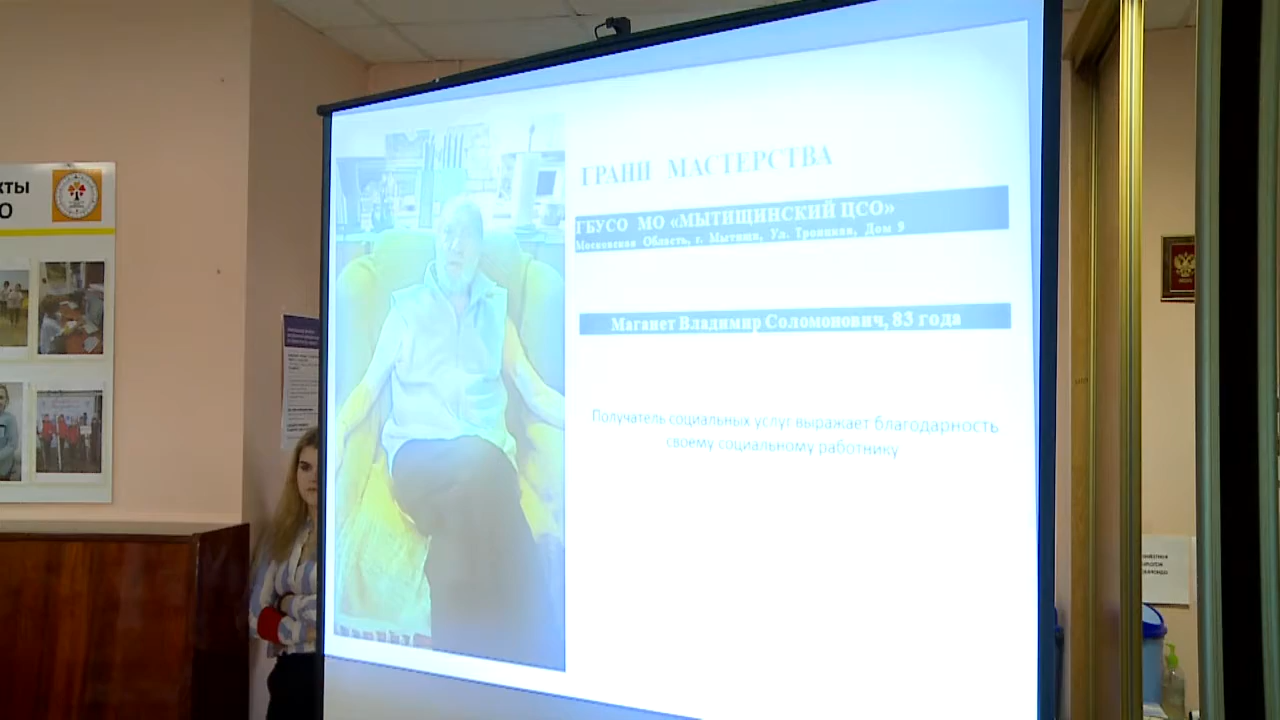 кты
О
ГРАНИ МАСТЕРСТВА
ГБУСО МО «МЫТИЩИНСКИЙ ЦСО»
Московская Область, г. Мытищи, Ул. Троицкая, Дом 9
Маганет Владимир Соломонович, 83 года
Получатель социальных услуг выражает благодарность
своему социальному работнику